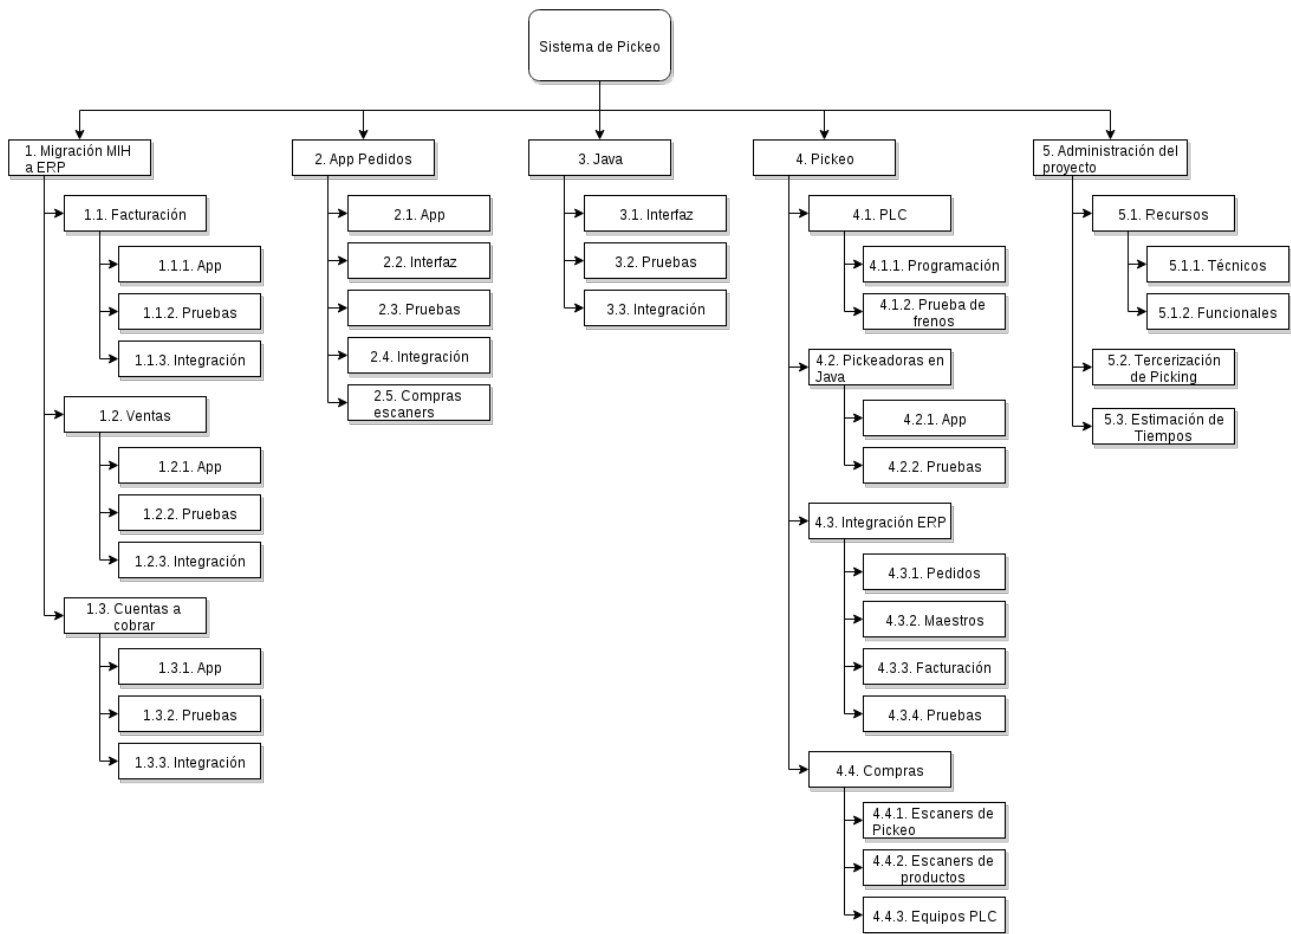 Sistema de Pickeo
1. Migración MIH
a ERP
1.1. Facturación
1.1.1. App
1.1.2. Pruebas
1.1.3. Integración
1.2. Ventas
1.2.1. App
1.2.2. Pruebas
1.2.3. Integración
1.3. Cuentas a
cobrar
1.3.1. App
1.3.2. Pruebas
1.3.3. Integración
2. App Pedidos
2.1. App
2.2. Interfaz
2.3. Pruebas
2.4. Integración
2.5. Compras
escaners
3. Java
3.1. Interfaz
3.2. Pruebas
3.3. Integración
4. Pickeo
4.1. PLC
4.1.1. Programación
4.1.2. Prueba de
frenos
4.2. Pickeadoras en
Java
4.2.1. App
4.2.2. Pruebas
4.3. Integración ERP
4.3.1. Pedidos
4.3.2. Maestros
4.3.3. Facturación
4.3.4. Pruebas
4.4. Compras
4.4.1. Escaners de
Pickeo
4.4.2. Escaners de
productos
4.4.3. Equipos PLC
5. Administración del
proyecto
5.1. Recursos
5.1.1. Técnicos
5.1.2. Funcionales
5.2. Tercerización
de Picking
5.3. Estimación de
Tiempos